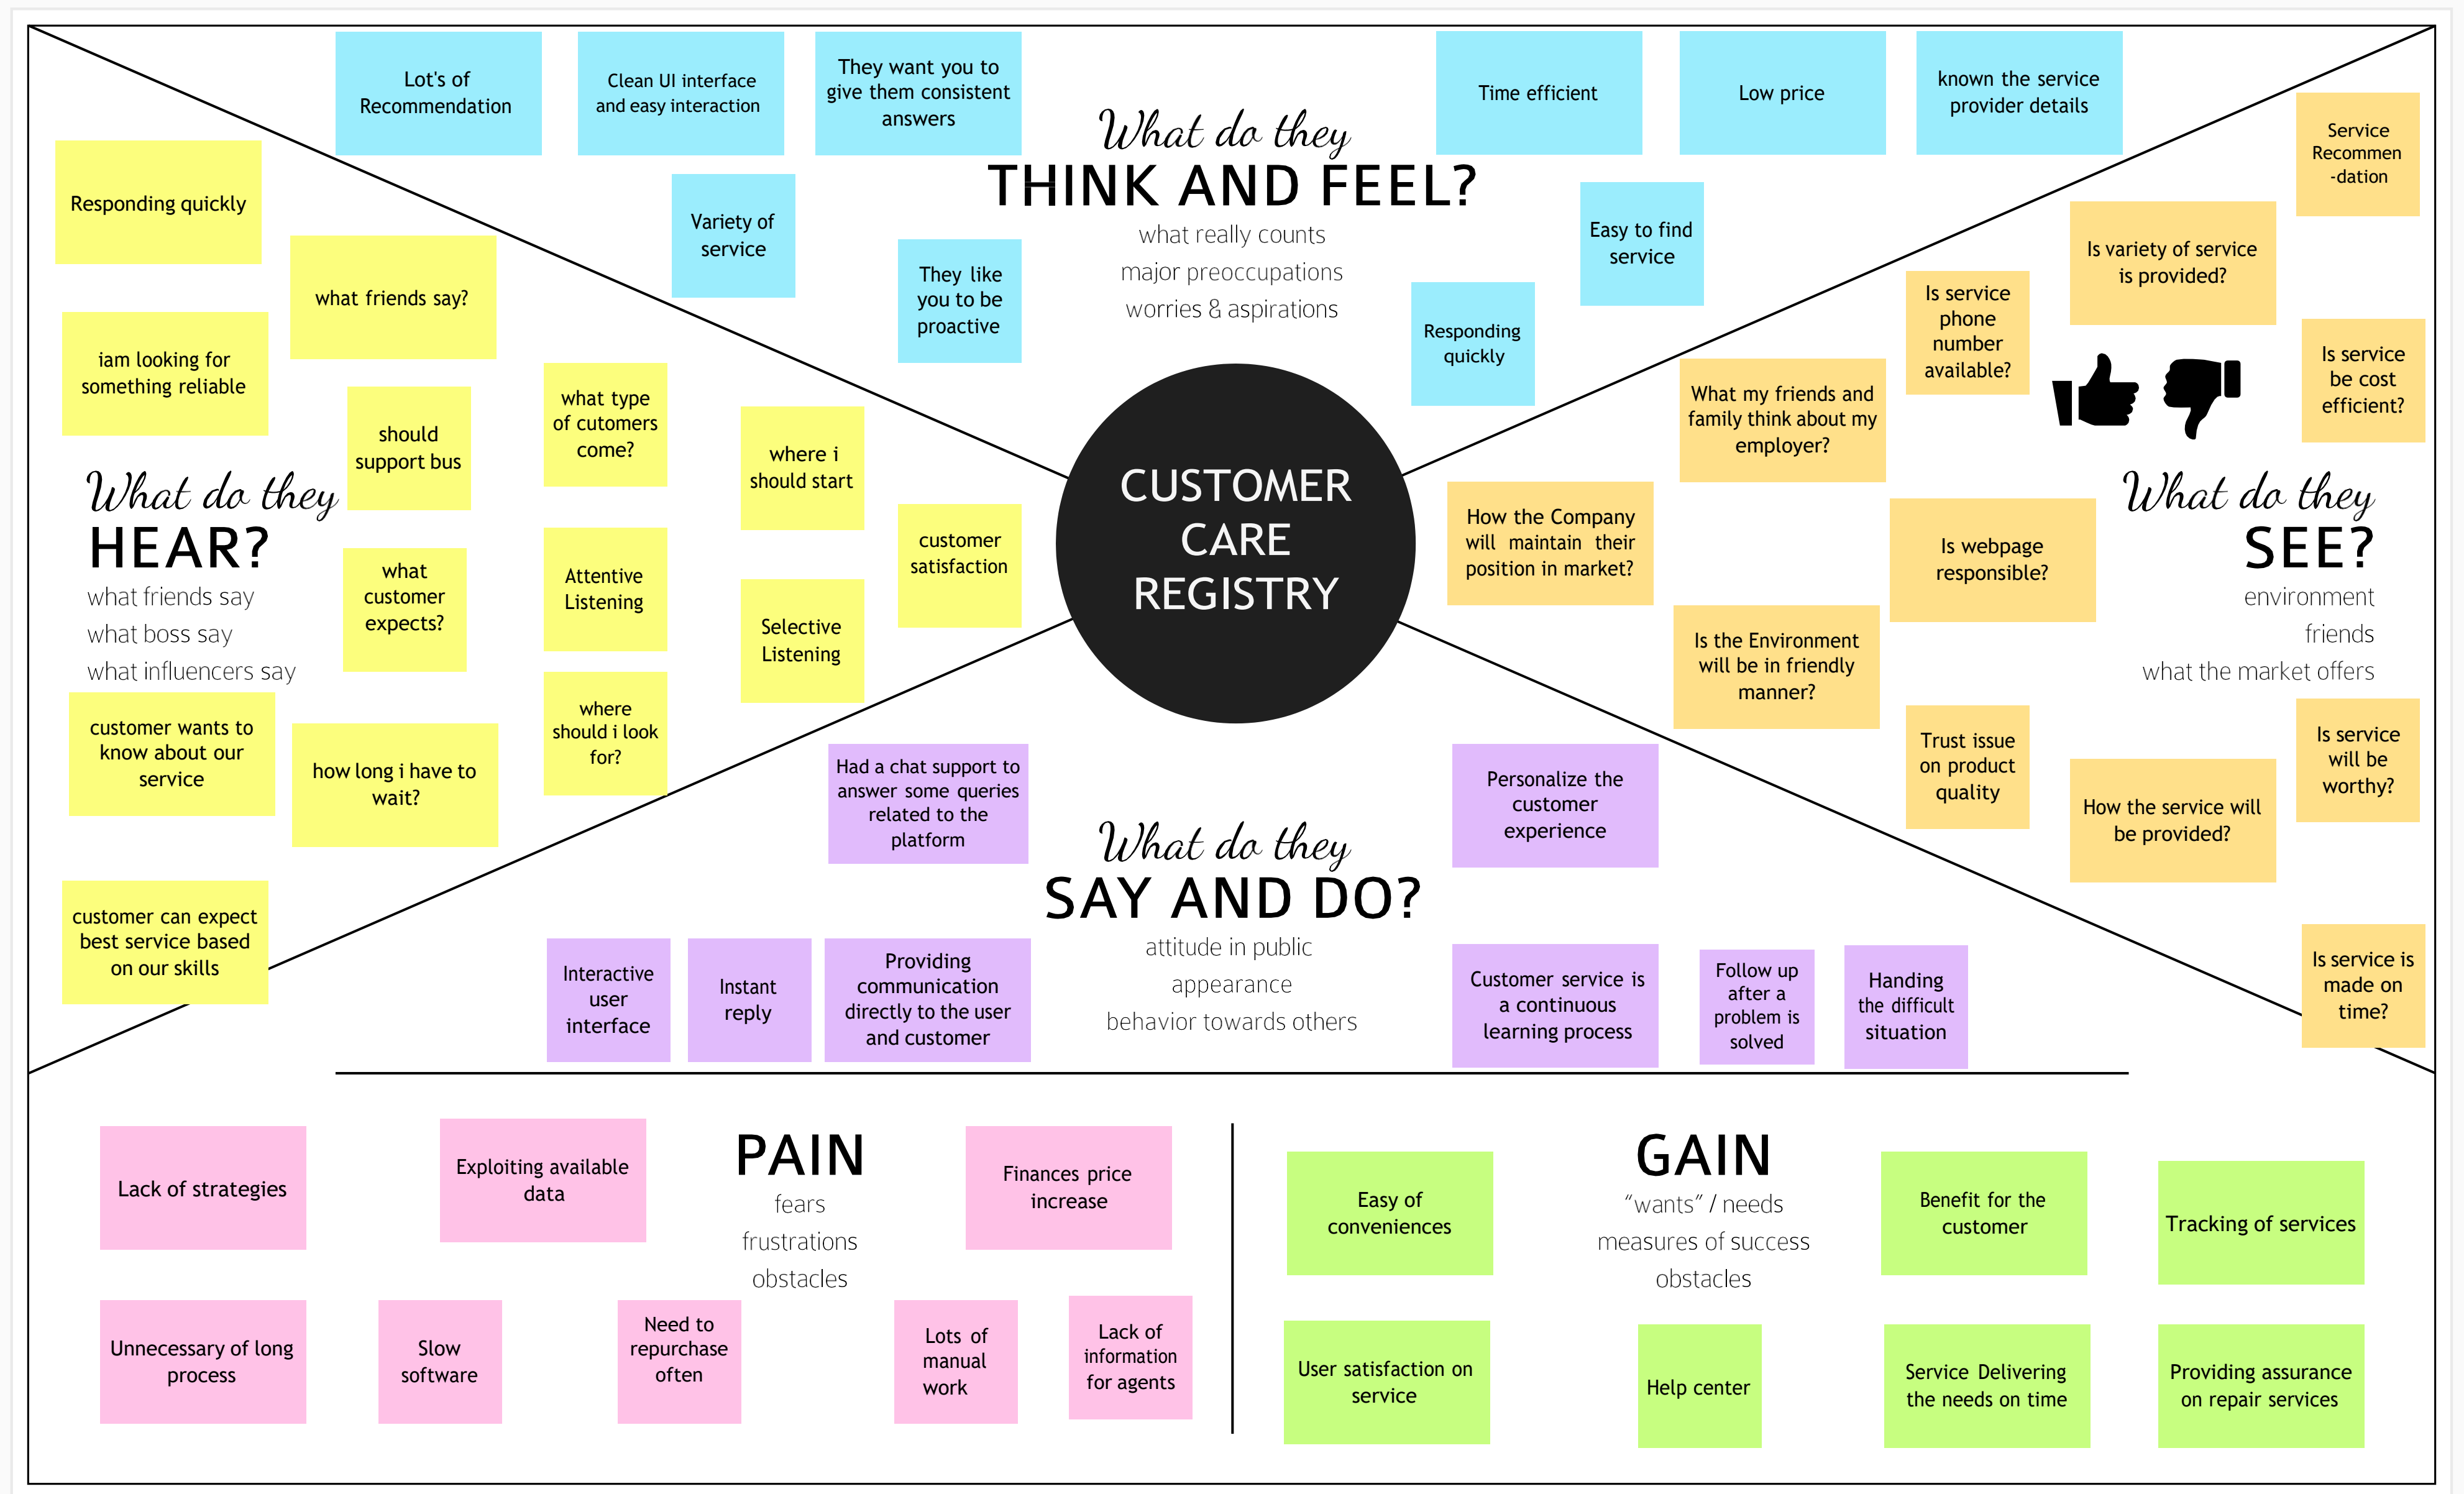 Lot's of
Recommendation
Clean UI interface
and easy interaction
They want you to
give them consistent
answers
Variety of
service
They like
you to be
proactive
What do they
THINK AND FEEL?
what really counts
major preoccupations
worries & aspirations
Time efficient
Low price
known the service
provider details
Easy to find
service
Responding
quickly
Responding quickly
what friends say?
iam looking for
something reliable
should
support bus
what type
of cutomers
come?
where i
should start
customer
satisfaction
What do they
HEAR?
what friends say
what boss say
what influencers say
what
customer
expects?
Attentive
Listening
Selective
Listening
customer wants to
know about our
service
how long i have to
wait?
where
should i look
for?
customer can expect
best service based
on our skills
CUSTOMER
CARE
REGISTRY
Service
Recommen
-dation
Is variety of service
is provided?
Is service
phone
number
available?
Is service
be cost
efficient?
What my friends and
family think about my
employer?
How the Company
will maintain their
position in market?
Is webpage
responsible?
What do they
SEE?
environment
friends
what the market offers
Is the Environment
will be in friendly
manner?
Trust issue
on product
quality
How the service will
be provided?
Is service
will be
worthy?
Is service is
made on
time?
Had a chat support to
answer some queries
related to the
platform
What do they
SAY AND DO?
attitude in public
appearance
behavior towards others
Personalize the
customer
experience
Interactive
user
interface
Instant
reply
Providing
communication
directly to the user
and customer
Customer service is
a continuous
learning process
Follow up
after a
problem is
solved
Handing
the difficult
situation
Lack of strategies
Exploiting available
data
PAIN
fears
frustrations
obstacles
Finances price
increase
Unnecessary of long
process
Slow
software
Need to
repurchase
often
Lots of
manual
work
Lack of
information
for agents
Easy of
conveniences
GAIN
“wants” / needs
measures of success
obstacles
Benefit for the
customer
Tracking of services
User satisfaction on
service
Help center
Service Delivering
the needs on time
Providing assurance
on repair services